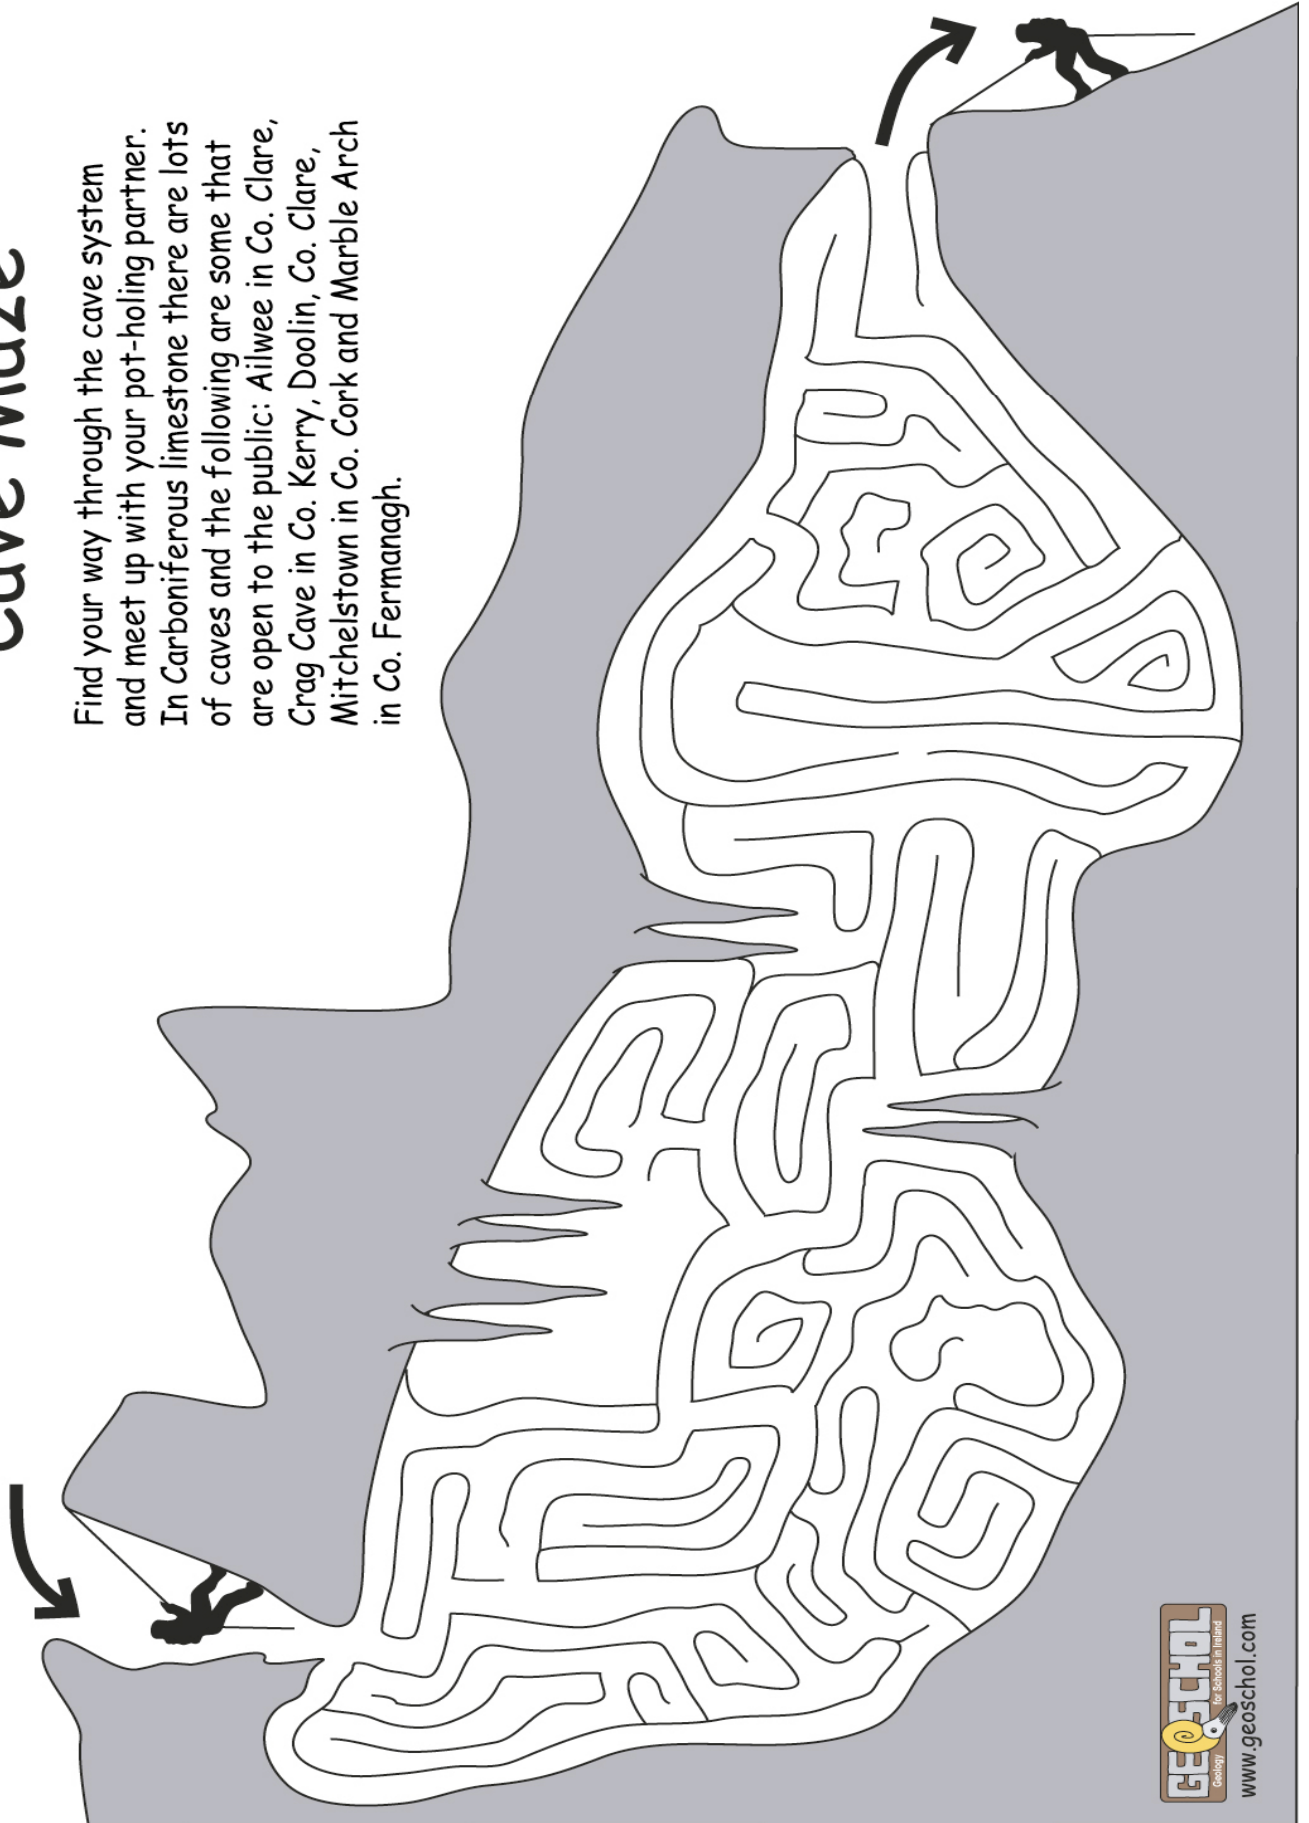 Cave Maze
Find your way through the cave system
and meet up with your pot-holing partner.
In Carboniferous limestone there are lots
of caves and the following are some that
are open to the public: Ailwee in Co. Clare,
Crag Cave in Co. Kerry, Doolin, Co. Clare,
Mitchelstown in Co. Cork and Marble Arch
in Co. Fermanagh.
GEOSCHOL
Geology for Schools in Ireland
www.geoschol.com